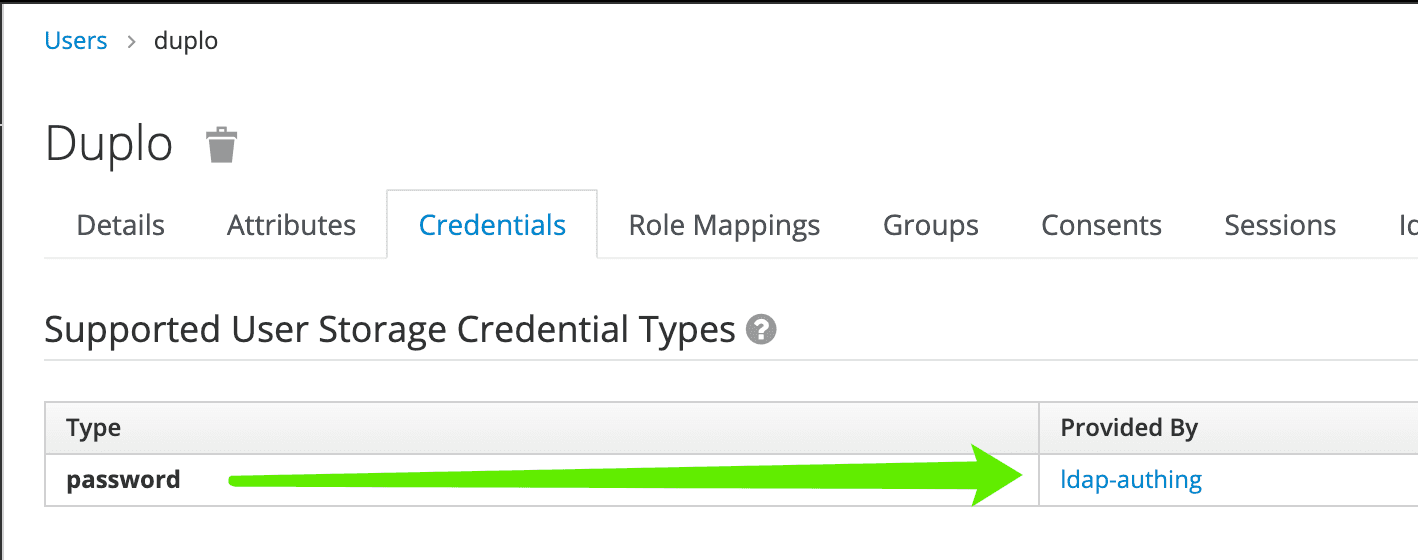 Users > duplo
Duplo
Details Attributes Credentials Role Mappings Groups Consents Sessions
Supported User Storage Credential Types ?
Type Provided By
password ldap-authing